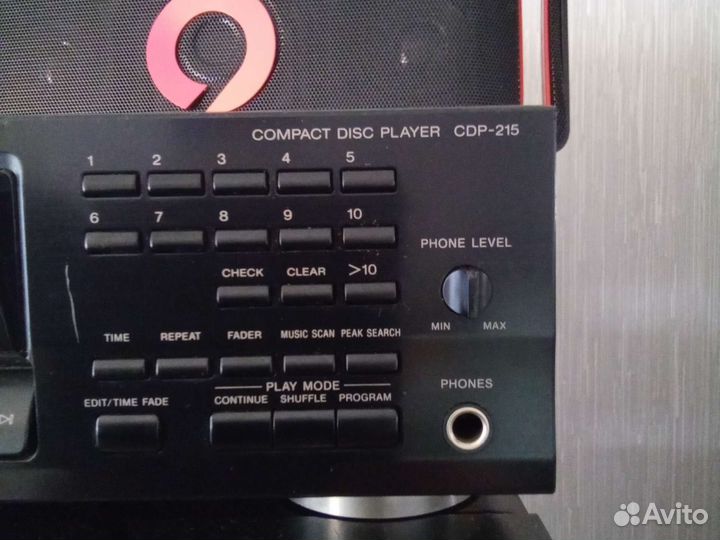 COMPACT DISC PLAYER CDP-215
1 2 3 4 5
6 7 8 9 10
CHECK CLEAR >10
PHONE LEVEL
MIN MAX
TIME REPEAT FADER MUSIC SCAN PEAK SEARCH
PLAY MODE
EDIT/TIME FADE CONTINUE SHUFFLE PROGRAM
PHONES
Avito